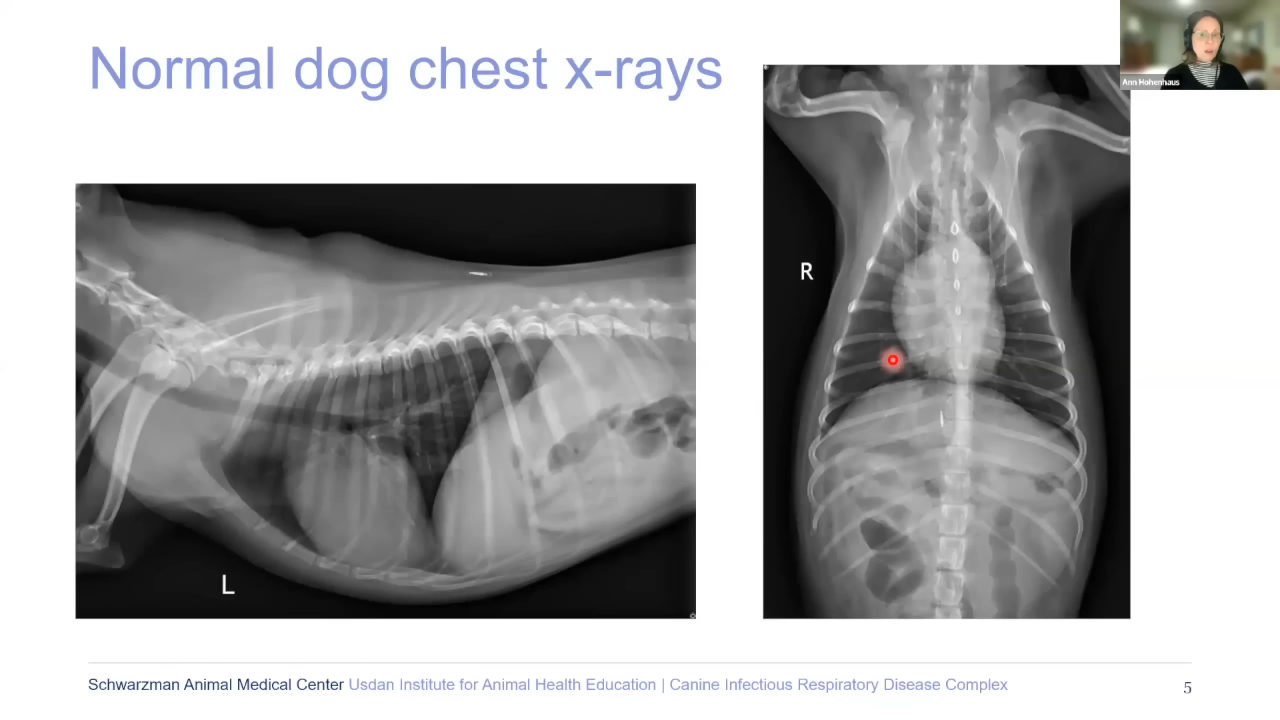 Normal dog chest x-rays
Ann Hohenhaus
R
L
Schwarzman Animal Medical Center Usdan Institute for Animal Health Education | Canine Infectious Respiratory Disease Complex
5